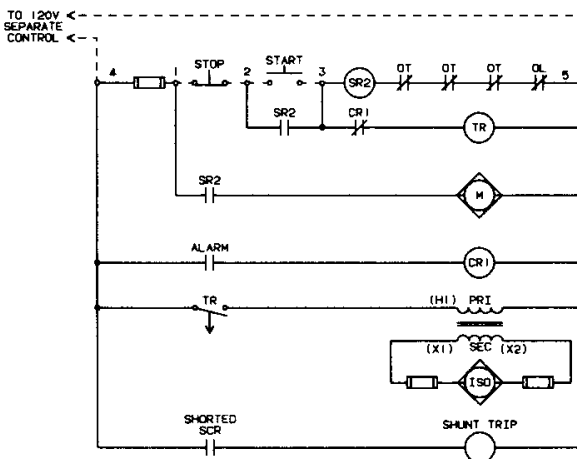 TO 120V
SEPARATE
CONTROL
4 1 STOP 2 START 3 SR2 OT OT OT OL 5
SR2 CR1 TR
SR2 M
ALARM CR1
TR (H1) PRI
(X1) SEC (X2)
ISO
SHORTED
SCR
SHUNT TRIP